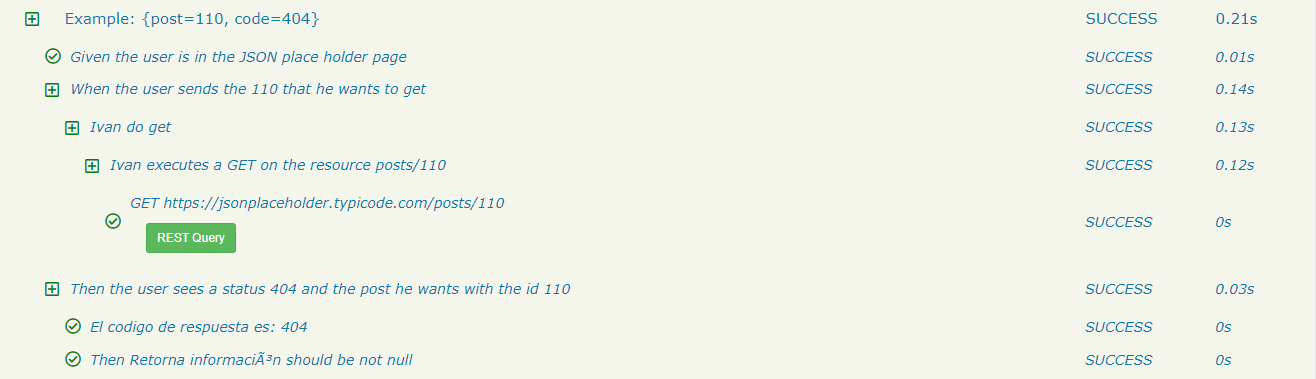 Example: {post=110, code=404} SUCCESS 0.21s
Given the user is in the JSON place holder page SUCCESS 0.01s
When the user sends the 110 that he wants to get SUCCESS 0.14s
Ivan do get SUCCESS 0.13s
Ivan executes a GET on the resource posts/110 SUCCESS 0.12s
GET https://jsonplaceholder.typicode.com/posts/110
REST Query SUCCESS 0s
Then the user sees a status 404 and the post he wants with the id 110 SUCCESS 0.03s
El codigo de respuesta es: 404 SUCCESS 0s
Then Retorna informaciÃ³n should be not null SUCCESS 0s